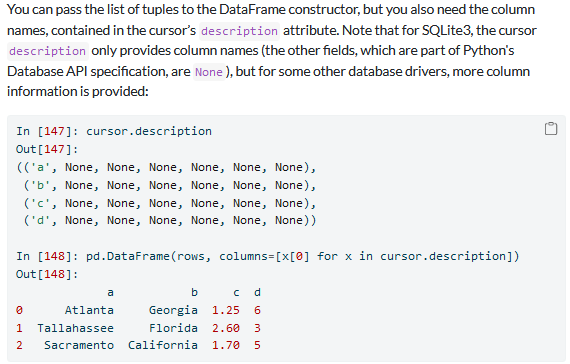 You can pass the list of tuples to the DataFrame constructor, but you also need the column
names, contained in the cursor's description attribute. Note that for SQLite3, the cursor
description only provides column names (the other fields, which are part of Python's
Database API specification, are None ), but for some other database drivers, more column
information is provided:
In [147]: cursor.description
Out[147]:
(('a', None, None, None, None, None, None),
 ('b', None, None, None, None, None, None),
 ('c', None, None, None, None, None, None),
 ('d', None, None, None, None, None, None))
In [148]: pd.DataFrame(rows, columns=[x[0] for x in cursor.description])
Out[148]:
             a           b     c  d
0      Atlanta     Georgia  1.25  6
1  Tallahassee     Florida  2.60  3
2   Sacramento  California  1.70  5